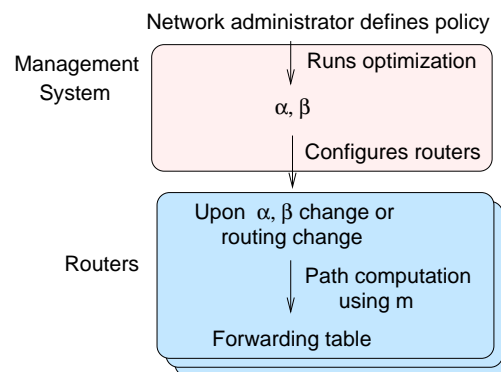 Network administrator defines policy
Management
System
Runs optimization
α, β
Configures routers
Routers
Upon α, β change or
routing change
Path computation
using m
Forwarding table